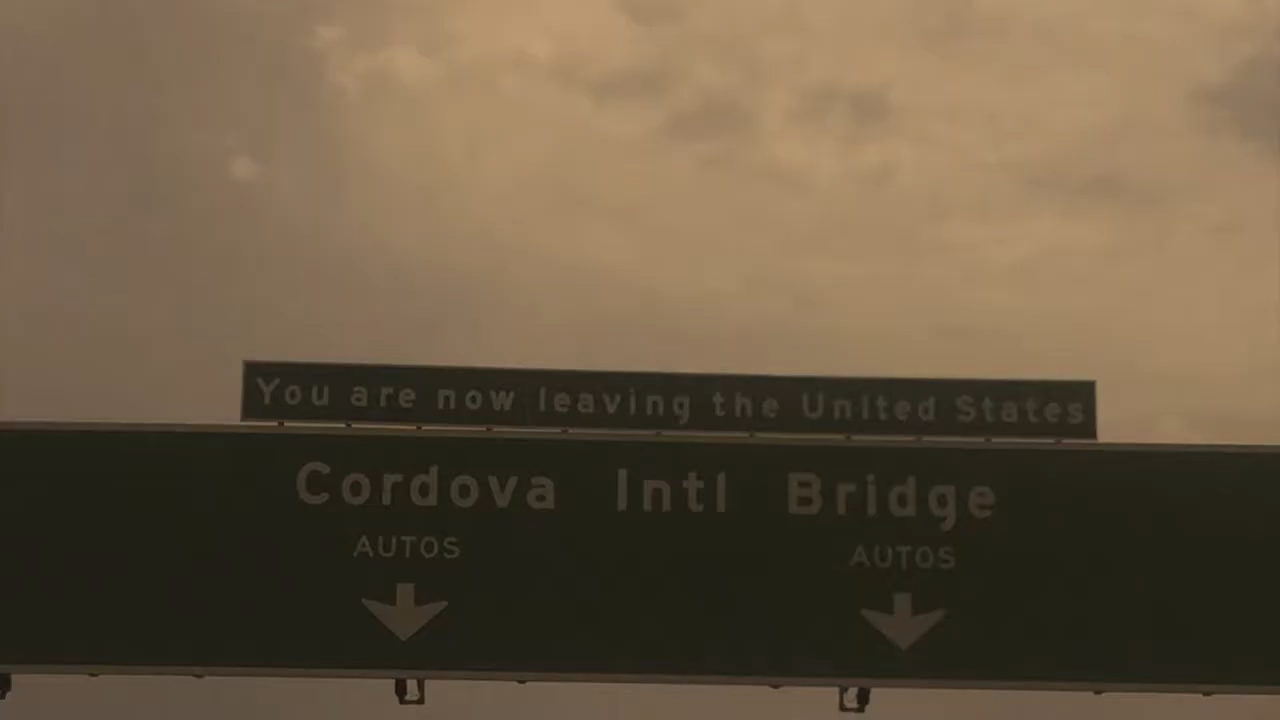 You are now leaving the United States
Cordova Intl Bridge
AUTOS AUTOS